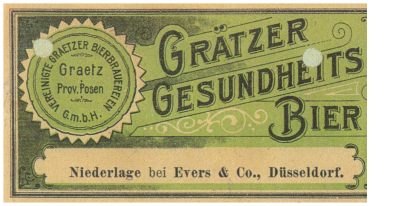 VEREINIGTE GRAETZER BIERBRAUEREIEN
Graetz
Prov. Posen
G.m.b.H.
GRÄTZER
GESUNDHEITS
BIER
Niederlage bei Evers & Co., Düsseldorf.